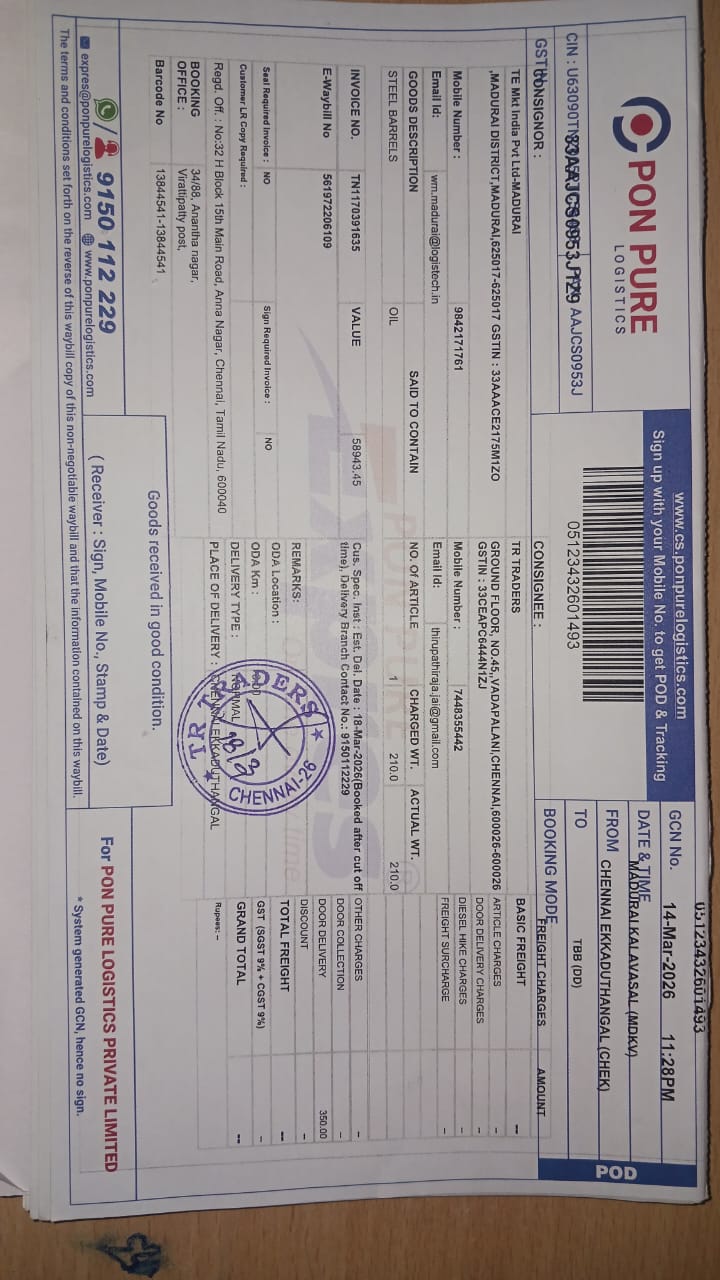 PON PURE
LOGISTICS
www.cs.ponpurelogistics.com
Sign up with your Mobile No. to get POD & Tracking
05123432601493
05123432601493
GCN No. 14-Mar-2026 11:28PM
DATE & TIME
MADURAI KALAVASAL (MDKV)
FROM CHENNAI EKKADUTHANGAL (CHEK)
TO
BOOKING MODE TBB (DD)
POD
CIN : AAJCS0953J
GSTIN
CONSIGNOR :
TE Mkt India Pvt Ltd-MADURAI
,MADURAI DISTRICT,MADURAI,625017-625017 GSTIN : 33AAACE2175M1ZO
Mobile Number : 9842171761
Email Id: wm.madurai@logistech.in
CONSIGNEE :
TR TRADERS
GROUND FLOOR, NO.45,,VADAPALANI,CHENNAI,600026-600026
GSTIN : 33CEAPC6444N1ZJ
Mobile Number : 7448355442
Email Id: thirupathiraja.jai@gmail.com
GOODS DESCRIPTION SAID TO CONTAIN NO. Of ARTICLE CHARGED WT. ACTUAL WT.
STEEL BARRELS OIL 1 210.0 210.0
INVOICE NO. TN1170391635 VALUE 58943.45
E-Waybill No 561972206109
Cus. Spec. Inst : Est. Del. Date : 18-Mar-2026(Booked after cut off
time). Delivery Branch Contact No.: 9150112229
REMARKS:
Seal Required Invoice : NO Sign Required Invoice : NO
Customer LR Copy Required :
ODA Location :
ODA Km :
DELIVERY TYPE : NORMAL
PLACE OF DELIVERY : CHENNAI EKKADUTHANGAL
TR TRADERS
CHENNAI-26
Regd. Off. : No:32 H Block 15th Main Road, Anna Nagar, Chennai, Tamil Nadu, 600040
BOOKING
OFFICE :
34/88, Anantha nagar,
Virattipatty post,
Barcode No 13844541-13844541
FREIGHT CHARGES AMOUNT
BASIC FREIGHT --
ARTICLE CHARGES –
DOOR DELIVERY CHARGES –
DIESEL HIKE CHARGES
FREIGHT SURCHARGE –
OTHER CHARGES –
DOOR COLLECTION –
DOOR DELIVERY 350.00
DISCOUNT –
TOTAL FREIGHT --
GST (SGST 9% + CGST 9%) –
GRAND TOTAL --
Rupees: –
9150 112 229
expres@ponpurelogistics.com www.ponpurelogistics.com
Goods received in good condition.
( Receiver : Sign, Mobile No., Stamp & Date)
For PON PURE LOGISTICS PRIVATE LIMITED
* System generated GCN, hence no sign.
The terms and conditions set forth on the reverse of this waybill copy of this non-negotiable waybill and that the information contained on this waybill.